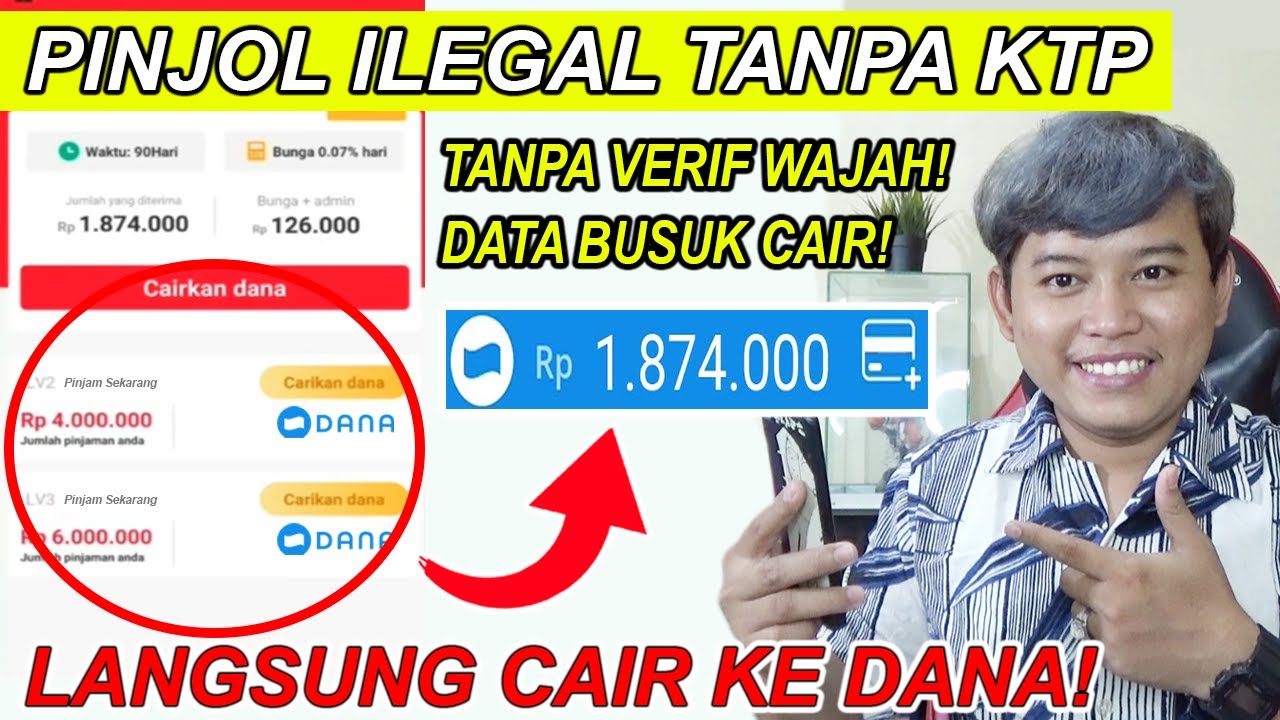 PINJOL ILEGAL TANPA KTP
Waktu: 90Hari
Bunga 0.07% hari
Jumlah yang diterima
Rp 1.874.000
Bunga + admin
Rp 126.000
Cairkan dana
TANPA VERIF WAJAH!
DATA BUSUK CAIR!
Rp 1.874.000
LV2 Pinjam Sekarang
Carikan dana
Rp 4.000.000
Jumlah pinjaman anda
DANA
LV3 Pinjam Sekarang
Carikan dana
Rp 6.000.000
Jumlah pinjaman anda
DANA
LANGSUNG CAIR KE DANA!